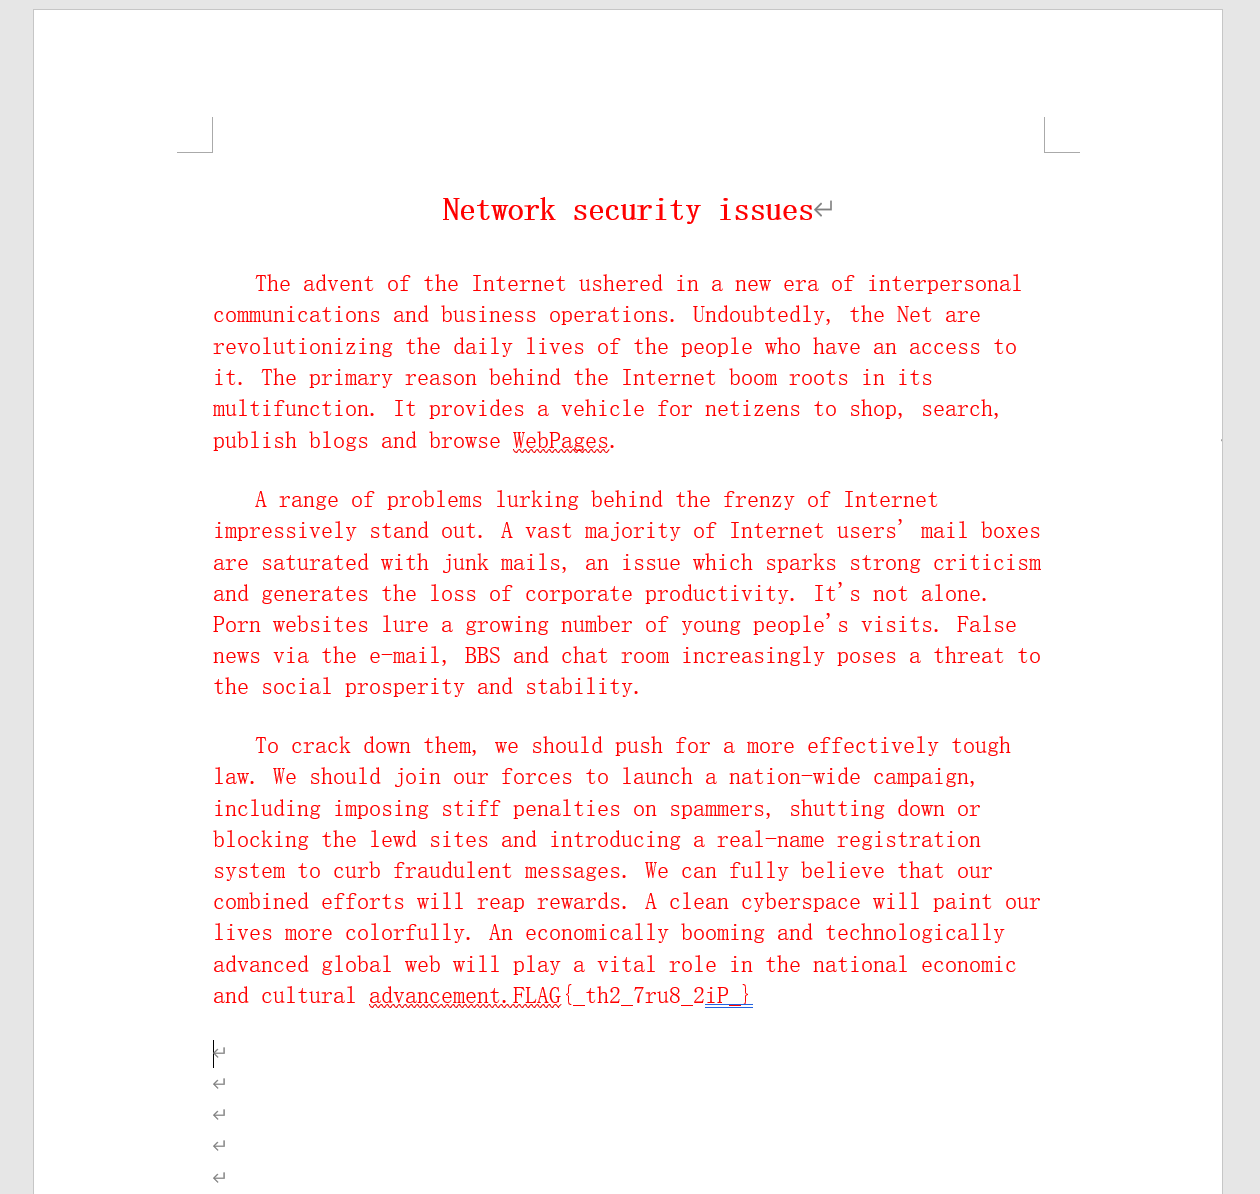 Network security issues
The advent of the Internet ushered in a new era of interpersonal
communications and business operations. Undoubtedly, the Net are
revolutionizing the daily lives of the people who have an access to
it. The primary reason behind the Internet boom roots in its
multifunction. It provides a vehicle for netizens to shop, search,
publish blogs and browse WebPages.
A range of problems lurking behind the frenzy of Internet
impressively stand out. A vast majority of Internet users’ mail boxes
are saturated with junk mails, an issue which sparks strong criticism
and generates the loss of corporate productivity. It’s not alone.
Porn websites lure a growing number of young people’s visits. False
news via the e-mail, BBS and chat room increasingly poses a threat to
the social prosperity and stability.
To crack down them, we should push for a more effectively tough
law. We should join our forces to launch a nation-wide campaign,
including imposing stiff penalties on spammers, shutting down or
blocking the lewd sites and introducing a real-name registration
system to curb fraudulent messages. We can fully believe that our
combined efforts will reap rewards. A clean cyberspace will paint our
lives more colorfully. An economically booming and technologically
advanced global web will play a vital role in the national economic
and cultural advancement.FLAG{_th2_7ru8_2iP_}